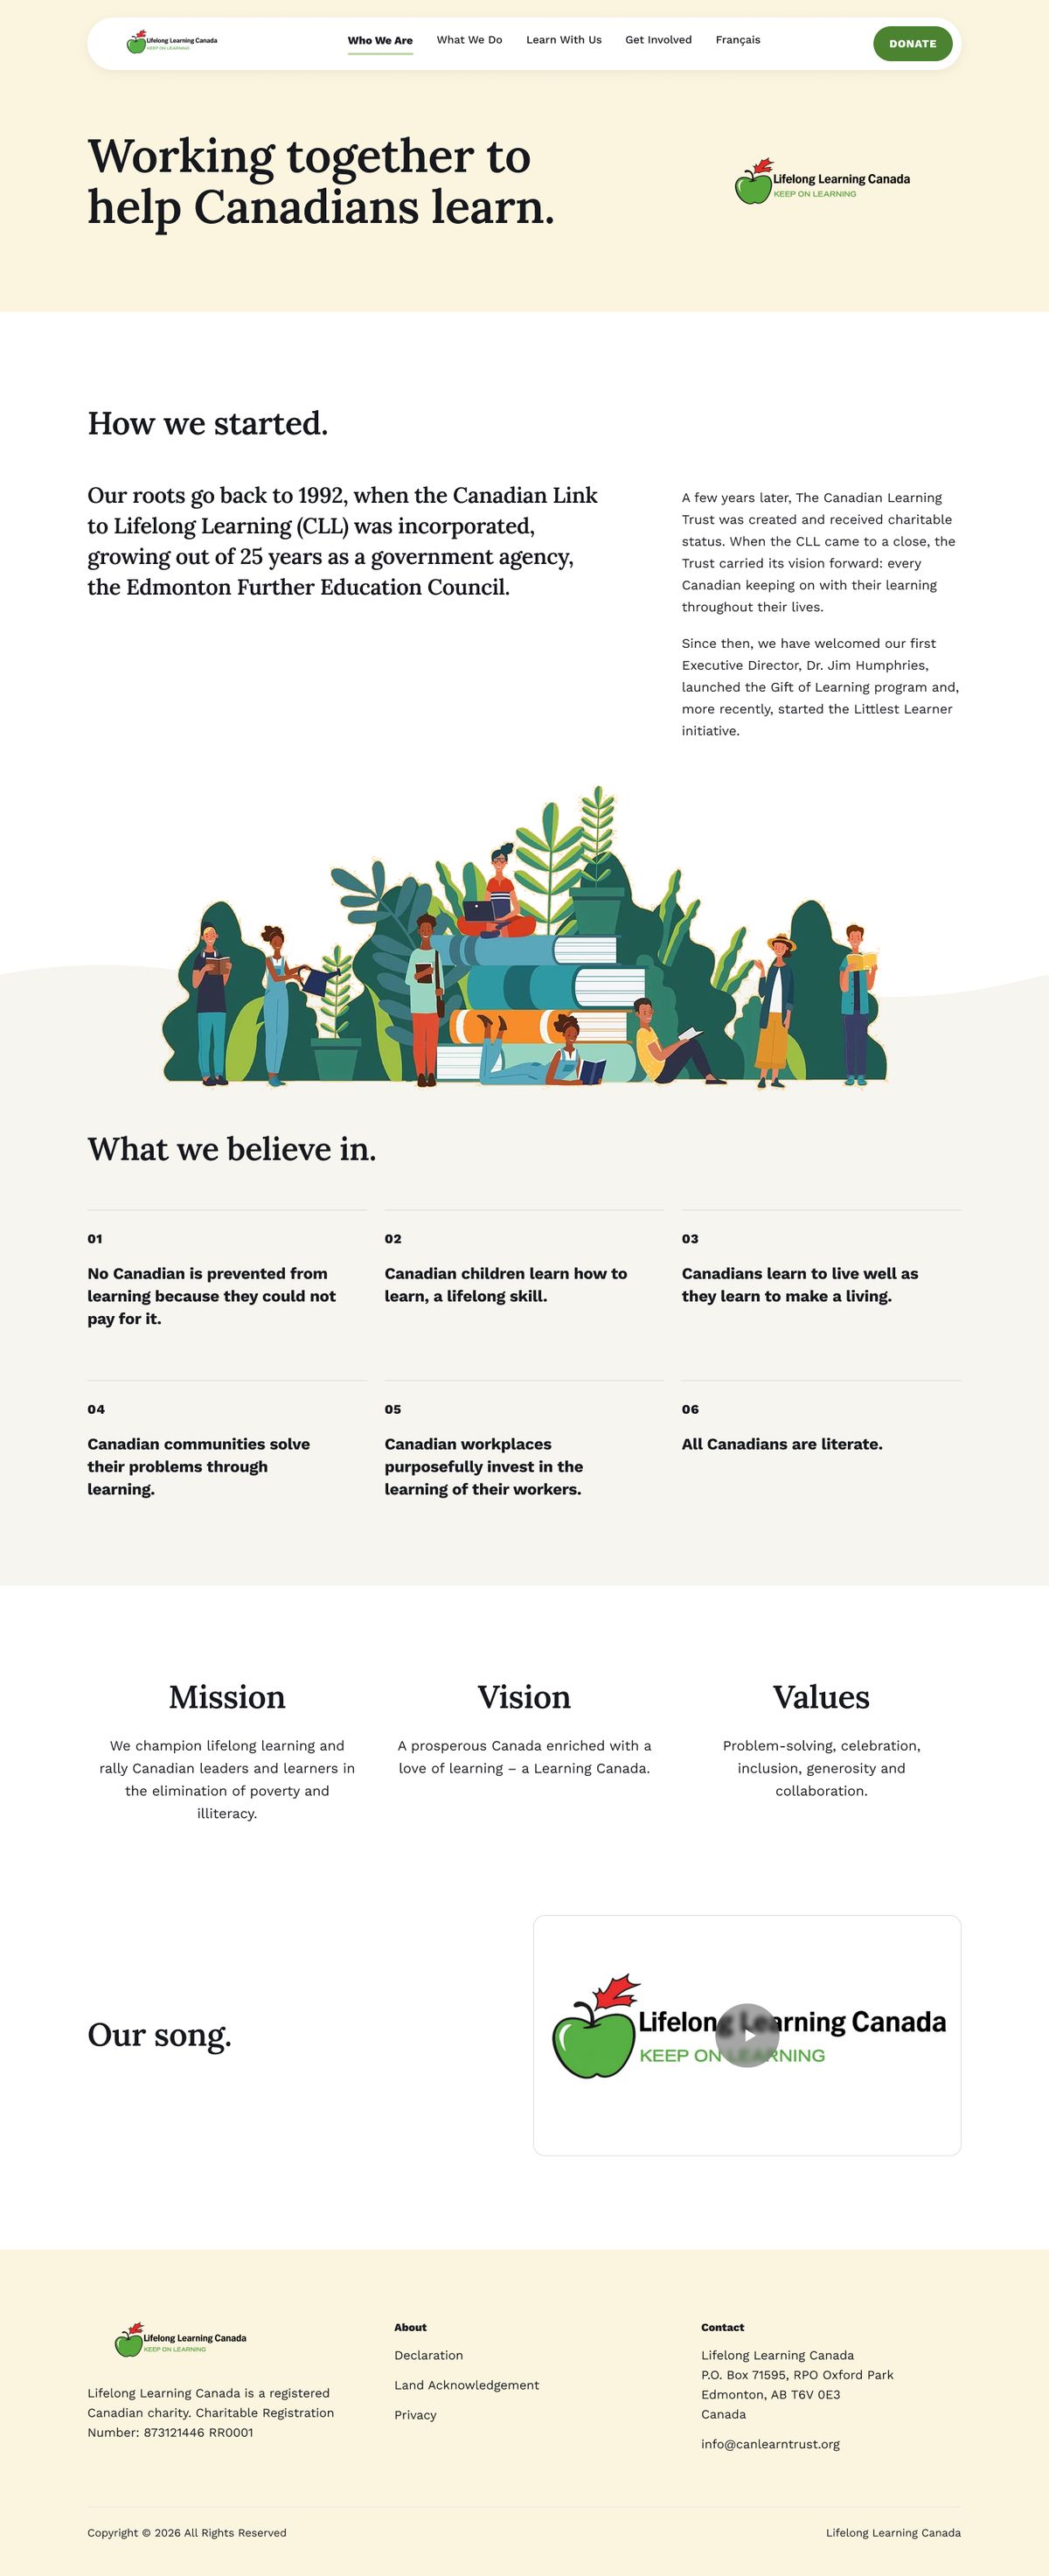 Lifelong Learning Canada
KEEP ON LEARNING
Who We Are
What We Do
Learn With Us
Get Involved
Français
DONATE
Working together to
help Canadians learn.
Lifelong Learning Canada
KEEP ON LEARNING
How we started.
Our roots go back to 1992, when the Canadian Link
to Lifelong Learning (CLL) was incorporated,
growing out of 25 years as a government agency,
the Edmonton Further Education Council.
A few years later, The Canadian Learning
Trust was created and received charitable
status. When the CLL came to a close, the
Trust carried its vision forward: every
Canadian keeping on with their learning
throughout their lives.
Since then, we have welcomed our first
Executive Director, Dr. Jim Humphries,
launched the Gift of Learning program and,
more recently, started the Littlest Learner
initiative.
What we believe in.
01
No Canadian is prevented from
learning because they could not
pay for it.
02
Canadian children learn how to
learn, a lifelong skill.
03
Canadians learn to live well as
they learn to make a living.
04
Canadian communities solve
their problems through
learning.
05
Canadian workplaces
purposefully invest in the
learning of their workers.
06
All Canadians are literate.
Mission
We champion lifelong learning and
rally Canadian leaders and learners in
the elimination of poverty and
illiteracy.
Vision
A prosperous Canada enriched with a
love of learning – a Learning Canada.
Values
Problem-solving, celebration,
inclusion, generosity and
collaboration.
Our song.
Lifelong Learning Canada
KEEP ON LEARNING
Lifelong Learning Canada
KEEP ON LEARNING
Lifelong Learning Canada is a registered
Canadian charity. Charitable Registration
Number: 873121446 RR0001
About
Declaration
Land Acknowledgement
Privacy
Contact
Lifelong Learning Canada
P.O. Box 71595, RPO Oxford Park
Edmonton, AB T6V 0E3
Canada
info@canlearntrust.org
Copyright © 2026 All Rights Reserved
Lifelong Learning Canada